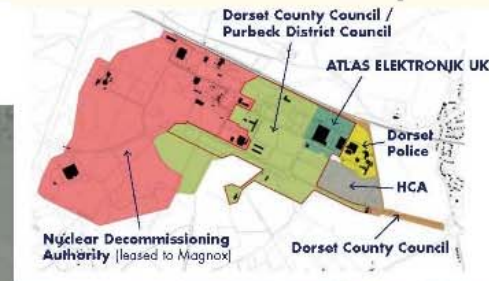 Dorset County Council /
Purbeck District Council
ATLAS ELEKTRONJK UK
Dorset
Police
HCA
Nuclear Decommissioning
Authority (leased to Magnox)
Dorset County Council